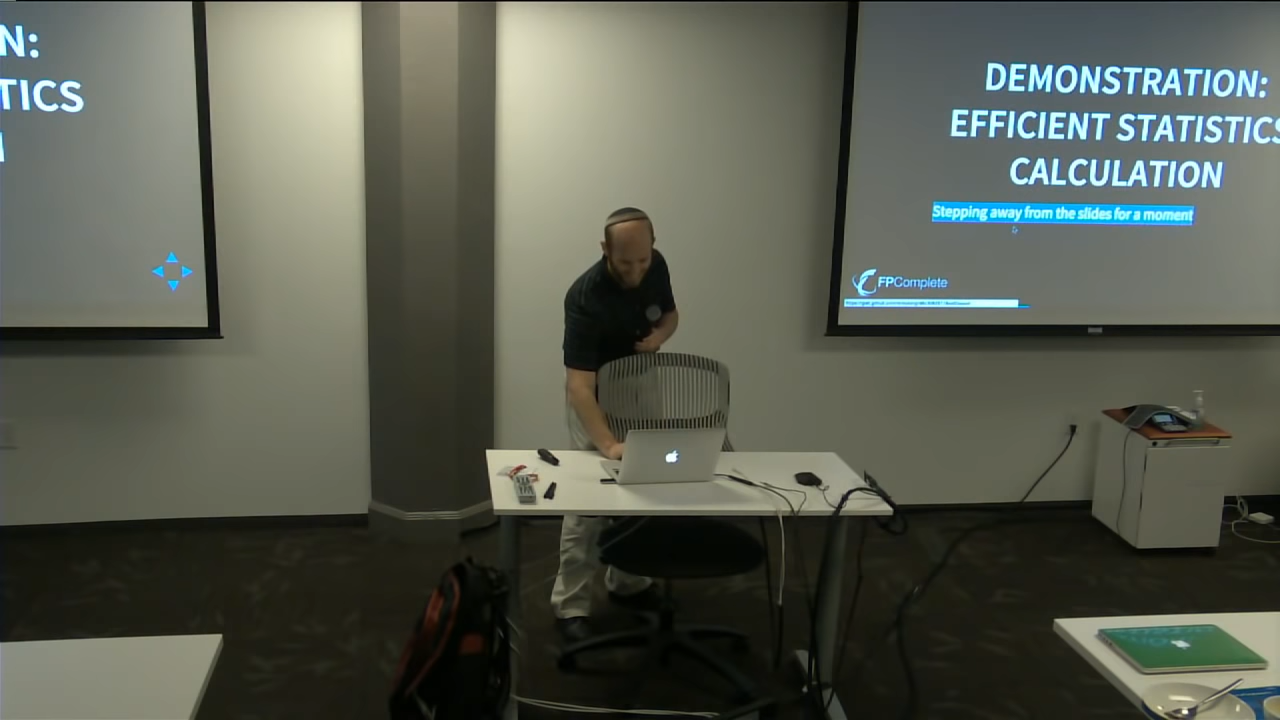 N:
TICS
DEMONSTRATION:
EFFICIENT STATISTICS
CALCULATION
Stepping away from the slides for a moment
FPComplete